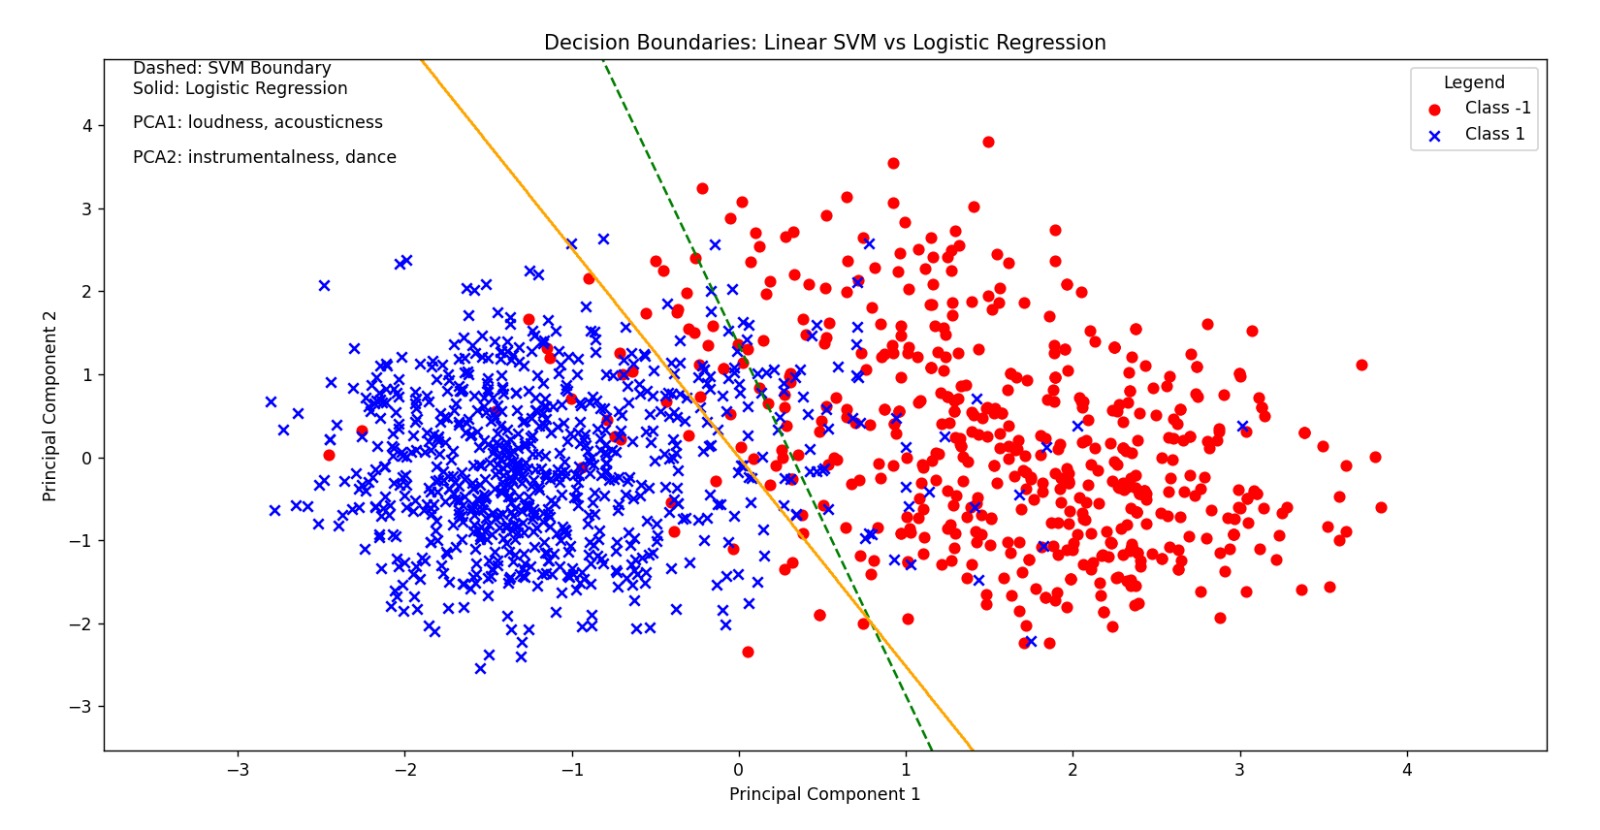 Decision Boundaries: Linear SVM vs Logistic Regression
Dashed: SVM Boundary
Solid: Logistic Regression
PCA1: loudness, acousticness
PCA2: instrumentalness, dance
Legend
Class -1
Class 1
Principal Component 2
4
3
2
1
0
−1
−2
−3
−3
−2
−1
0
1
2
3
4
Principal Component 1